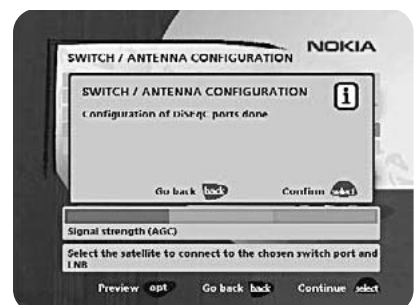 NOKIA
SWITCH / ANTENNA CONFIGURATION
SWITCH / ANTENNA CONFIGURATION
i
Configuration of DiSEqC ports done
Go back back Confirm select
Signal strength (AGC)
Select the satellite to connect to the chosen switch port and
LNB
Preview opt Go back back Continue select